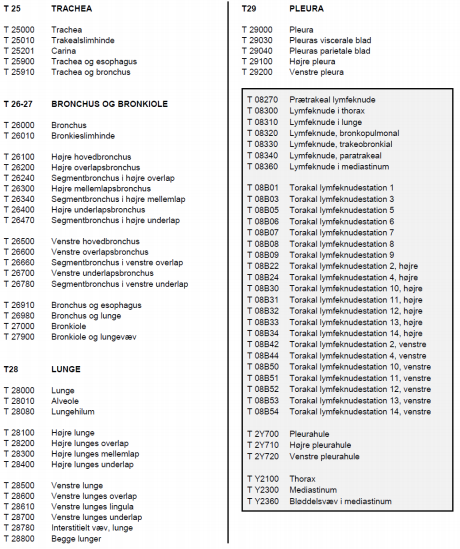 T 25 TRACHEA
T 25000 Trachea
T 25010 Trakealslimhinde
T 25201 Carina
T 25900 Trachea og esophagus
T 25910 Trachea og bronchus
T 26-27 BRONCHUS OG BRONKIOLE
T 26000 Bronchus
T 26010 Bronkieslimhinde
T 26100 Højre hovedbronchus
T 26200 Højre overlapsbronchus
T 26240 Segmentbronchus i højre overlap
T 26300 Højre mellemlapsbronchus
T 26340 Segmentbronchus i højre mellemlap
T 26400 Højre underlapsbronchus
T 26470 Segmentbronchus i højre underlap
T 26500 Venstre hovedbronchus
T 26600 Venstre overlapsbronchus
T 26660 Segmentbronchus i venstre overlap
T 26700 Venstre underlapsbronchus
T 26780 Segmentbronchus i venstre underlap
T 26910 Bronchus og esophagus
T 26980 Bronchus og lunge
T 27000 Bronkiole
T 27900 Bronkiole og lungevæv
T28 LUNGE
T 28000 Lunge
T 28010 Alveole
T 28080 Lungehilum
T 28100 Højre lunge
T 28200 Højre lunges overlap
T 28300 Højre lunges mellemlap
T 28400 Højre lunges underlap
T 28500 Venstre lunge
T 28600 Venstre lunges overlap
T 28610 Venstre lunges lingula
T 28700 Venstre lunges underlap
T 28780 Interstitielt væv, lunge
T 28800 Begge lunger
T29 PLEURA
T 29000 Pleura
T 29030 Pleuras viscerale blad
T 29040 Pleuras parietale blad
T 29100 Højre pleura
T 29200 Venstre pleura
T 08270 Prætrakeal lymfeknude
T 08300 Lymfeknude i thorax
T 08310 Lymfeknude i lunge
T 08320 Lymfeknude, bronkopulmonal
T 08330 Lymfeknude, trakeobronkial
T 08340 Lymfeknude, paratrakeal
T 08360 Lymfeknude i mediastinum
T 08B01 Torakal lymfeknudestation 1
T 08B03 Torakal lymfeknudestation 3
T 08B05 Torakal lymfeknudestation 5
T 08B06 Torakal lymfeknudestation 6
T 08B07 Torakal lymfeknudestation 7
T 08B08 Torakal lymfeknudestation 8
T 08B09 Torakal lymfeknudestation 9
T 08B22 Torakal lymfeknudestation 2, højre
T 08B24 Torakal lymfeknudestation 4, højre
T 08B30 Torakal lymfeknudestation 10, højre
T 08B31 Torakal lymfeknudestation 11, højre
T 08B32 Torakal lymfeknudestation 12, højre
T 08B33 Torakal lymfeknudestation 13, højre
T 08B34 Torakal lymfeknudestation 14, højre
T 08B42 Torakal lymfeknudestation 2, venstre
T 08B44 Torakal lymfeknudestation 4, venstre
T 08B50 Torakal lymfeknudestation 10, venstre
T 08B51 Torakal lymfeknudestation 11, venstre
T 08B52 Torakal lymfeknudestation 12, venstre
T 08B53 Torakal lymfeknudestation 13, venstre
T 08B54 Torakal lymfeknudestation 14, venstre
T 2Y700 Pleurahule
T 2Y710 Højre pleurahule
T 2Y720 Venstre pleurahule
T Y2100 Thorax
T Y2300 Mediastinum
T Y2360 Bløddelsvæv i mediastinum